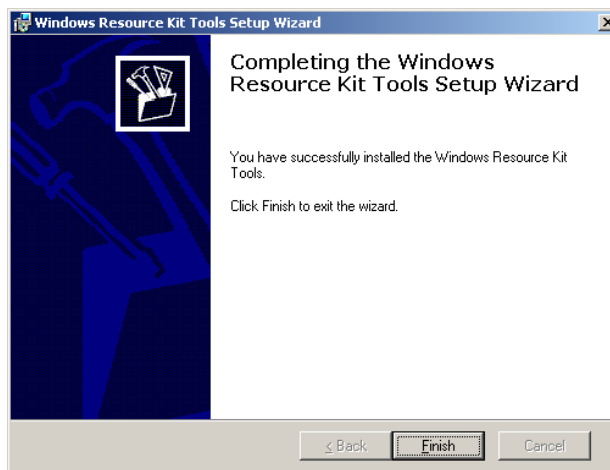 Windows Resource Kit Tools Setup Wizard
Completing the Windows
Resource Kit Tools Setup Wizard
You have successfully installed the Windows Resource Kit
Tools.
Click Finish to exit the wizard.
< Back
Finish
Cancel